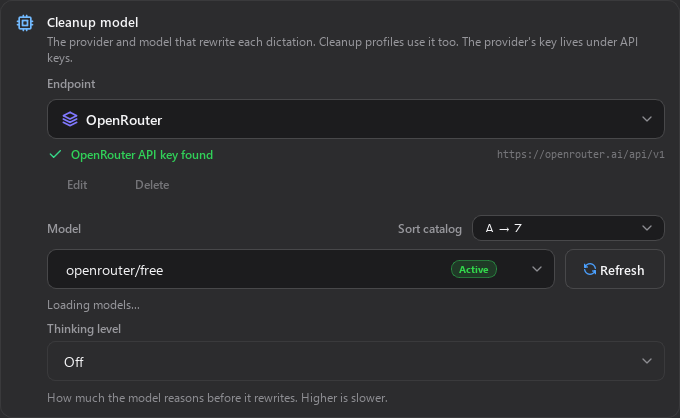 Cleanup model
The provider and model that rewrite each dictation. Cleanup profiles use it too. The provider's key lives under API
keys.
Endpoint
OpenRouter
OpenRouter API key found
https://openrouter.ai/api/v1
Edit Delete
Model
Sort catalog
A → Z
openrouter/free
Active
Refresh
Loading models...
Thinking level
Off
How much the model reasons before it rewrites. Higher is slower.